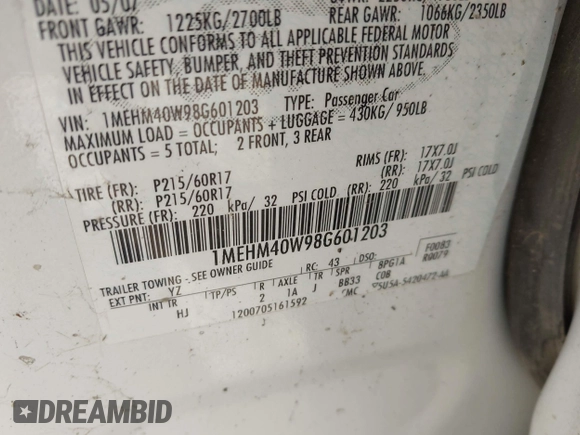 DATE: 05/07
FRONT GAWR: 1225KG/2700LB REAR GAWR: 1066KG/2350LB
THIS VEHICLE CONFORMS TO ALL APPLICABLE FEDERAL MOTOR
VEHICLE SAFETY, BUMPER, AND THEFT PREVENTION STANDARDS
IN EFFECT ON THE DATE OF MANUFACTURE SHOWN ABOVE.
VIN: 1MEHM40W98G601203 TYPE: Passenger Car
MAXIMUM LOAD = OCCUPANTS + LUGGAGE = 430KG/ 950LB
OCCUPANTS = 5 TOTAL; 2 FRONT, 3 REAR
TIRE (FR): P215/60R17 RIMS (FR): 17X7.0J
(RR): P215/60R17 (RR): 17X7.0J
PRESSURE (FR): 220 kPa/ 32 PSI COLD (RR): 220 kPa/ 32 PSI COLD
1MEHM40W98G601203
TRAILER TOWING - SEE OWNER GUIDE
F0083
R0079
EXT PNT: YZ RC: 43 DSO:
INT TR TP/PS R AXLE TR SPR BPG1A
HJ 2 1A J BB33 COB
1200705161592
DREAMBID